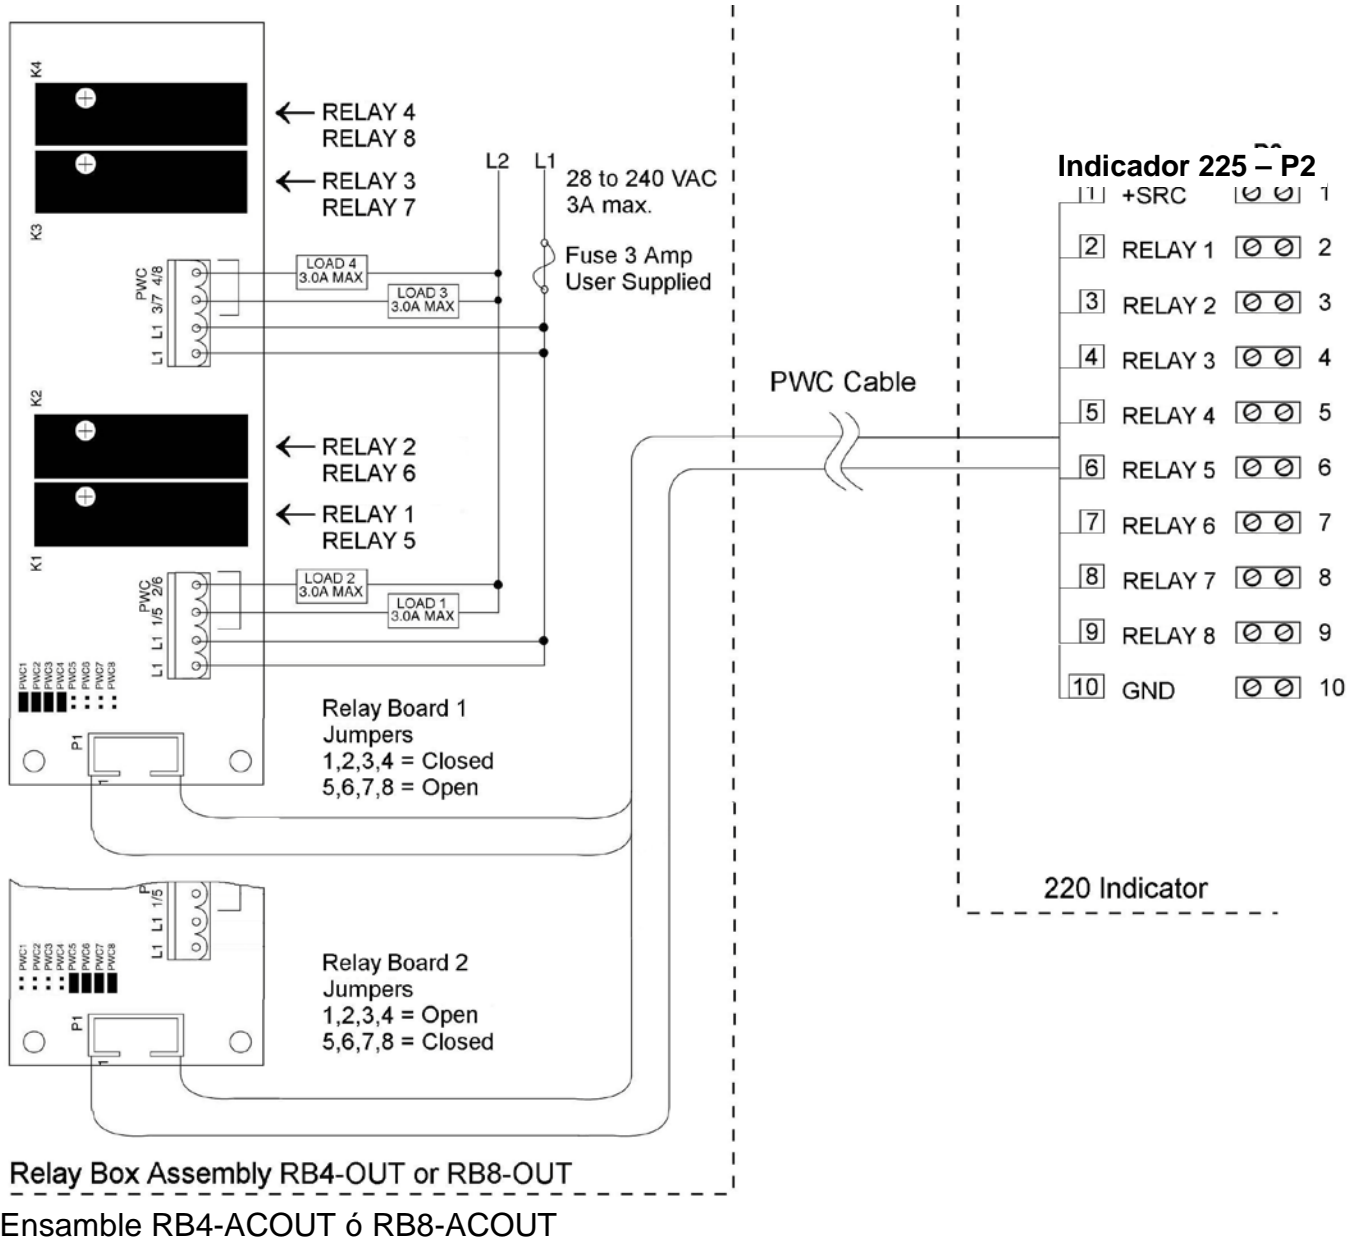 K4
RELAY 4
RELAY 8
RELAY 3
RELAY 7
K3
L2 L1
28 to 240 VAC
3A max.
Fuse 3 Amp
User Supplied
PWC
L1 L1 3/7 4/8
LOAD 4
3.0A MAX
LOAD 3
3.0A MAX
K2
RELAY 2
RELAY 6
RELAY 1
RELAY 5
K1
PWC
L1 L1 1/5 2/6
LOAD 2
3.0A MAX
LOAD 1
3.0A MAX
PWC1
PWC2
PWC3
PWC4
PWC5
PWC6
PWC7
PWC8
Relay Board 1
Jumpers
1,2,3,4 = Closed
5,6,7,8 = Open
P1
1
L1 L1 1/5
PWC1
PWC2
PWC3
PWC4
PWC5
PWC6
PWC7
PWC8
Relay Board 2
Jumpers
1,2,3,4 = Open
5,6,7,8 = Closed
P1
1
Relay Box Assembly RB4-OUT or RB8-OUT
Ensamble RB4-ACOUT ó RB8-ACOUT
PWC Cable
Indicador 225 – P2
1 +SRC 1
2 RELAY 1 2
3 RELAY 2 3
4 RELAY 3 4
5 RELAY 4 5
6 RELAY 5 6
7 RELAY 6 7
8 RELAY 7 8
9 RELAY 8 9
10 GND 10
220 Indicator